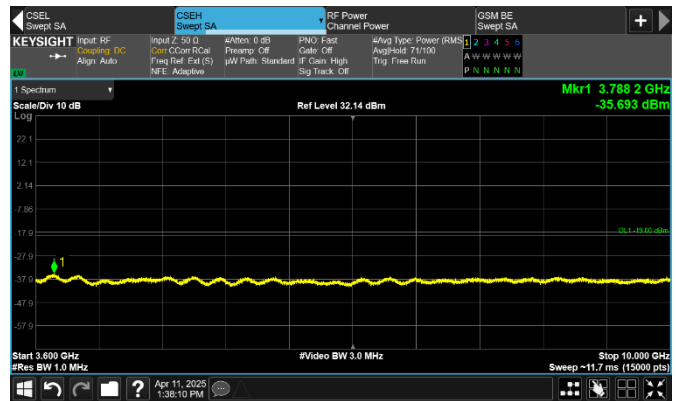 CSEL
Swept SA
CSEH
Swept SA
RF Power
Channel Power
GSM BE
Swept SA
KEYSIGHT
Input: RF
Coupling: DC
Align: Auto
Input Z: 50 Ω
Corr CCorr RCal
Freq Ref: Ext (S)
NFE: Adaptive
#Atten: 0 dB
Preamp: Off
µW Path: Standard
PNO: Fast
Gate: Off
IF Gain: High
Sig Track: Off
#Avg Type: Power (RMS)
Avg|Hold: 71/100
Trig: Free Run
1 2 3 4 5 6
A W W W W W
P N N N N N
LXI
1 Spectrum
Scale/Div 10 dB
Log
Ref Level 32.14 dBm
Mkr1 3.788 2 GHz
-35.693 dBm
22.1
12.1
2.14
-7.86
-17.9
-27.9
-37.9
-47.9
-57.9
DL1 -19.00 dBm
1
Start 3.600 GHz
#Res BW 1.0 MHz
#Video BW 3.0 MHz
Stop 10.000 GHz
Sweep ~11.7 ms (15000 pts)
Apr 11, 2025
1:38:10 PM